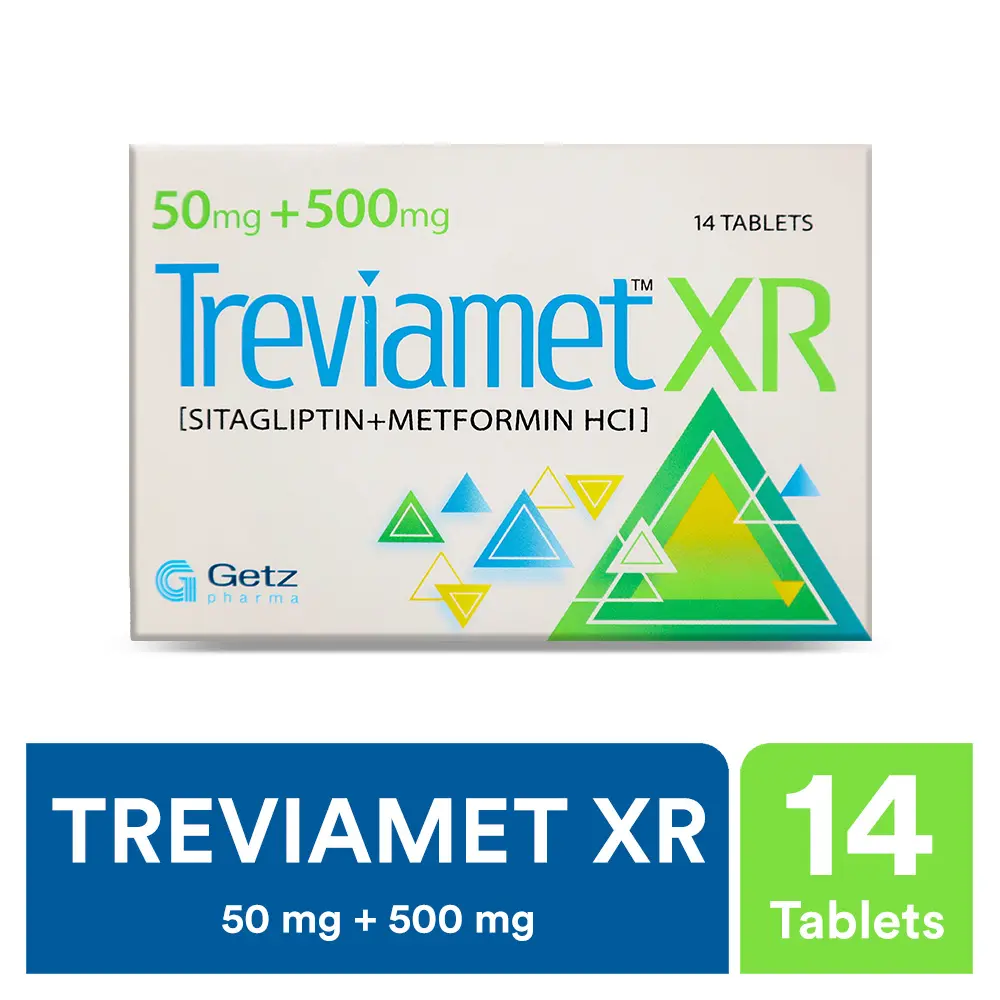 50mg + 500mg
14 TABLETS
Treviamet™ XR
[SITAGLIPTIN+METFORMIN HCl]
Getz
pharma
TREVIAMET XR
50 mg + 500 mg
14
Tablets